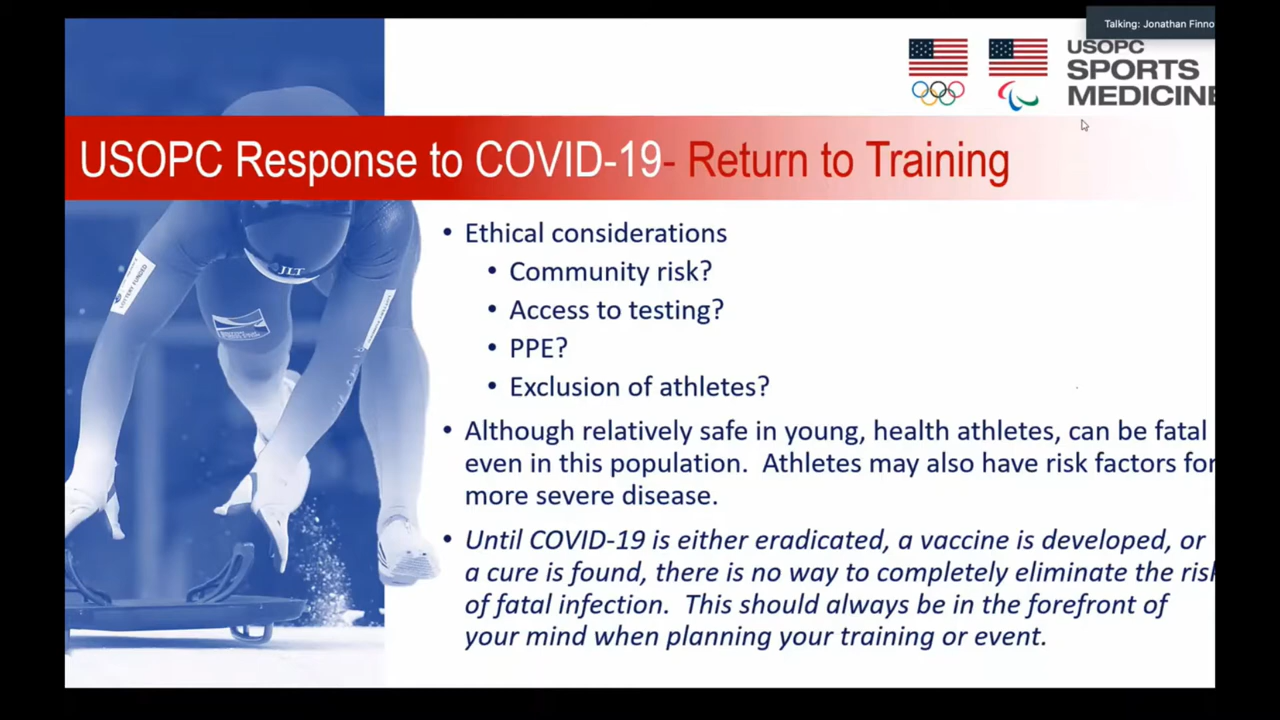 Talking: Jonathan Finno
USOPC
SPORTS
MEDICINE
USOPC Response to COVID-19- Return to Training
• Ethical considerations
• Community risk?
• Access to testing?
• PPE?
• Exclusion of athletes?
• Although relatively safe in young, health athletes, can be fatal
even in this population. Athletes may also have risk factors for
more severe disease.
• Until COVID-19 is either eradicated, a vaccine is developed, or
a cure is found, there is no way to completely eliminate the risk
of fatal infection. This should always be in the forefront of
your mind when planning your training or event.
JLT
LOTTERY FUNDED